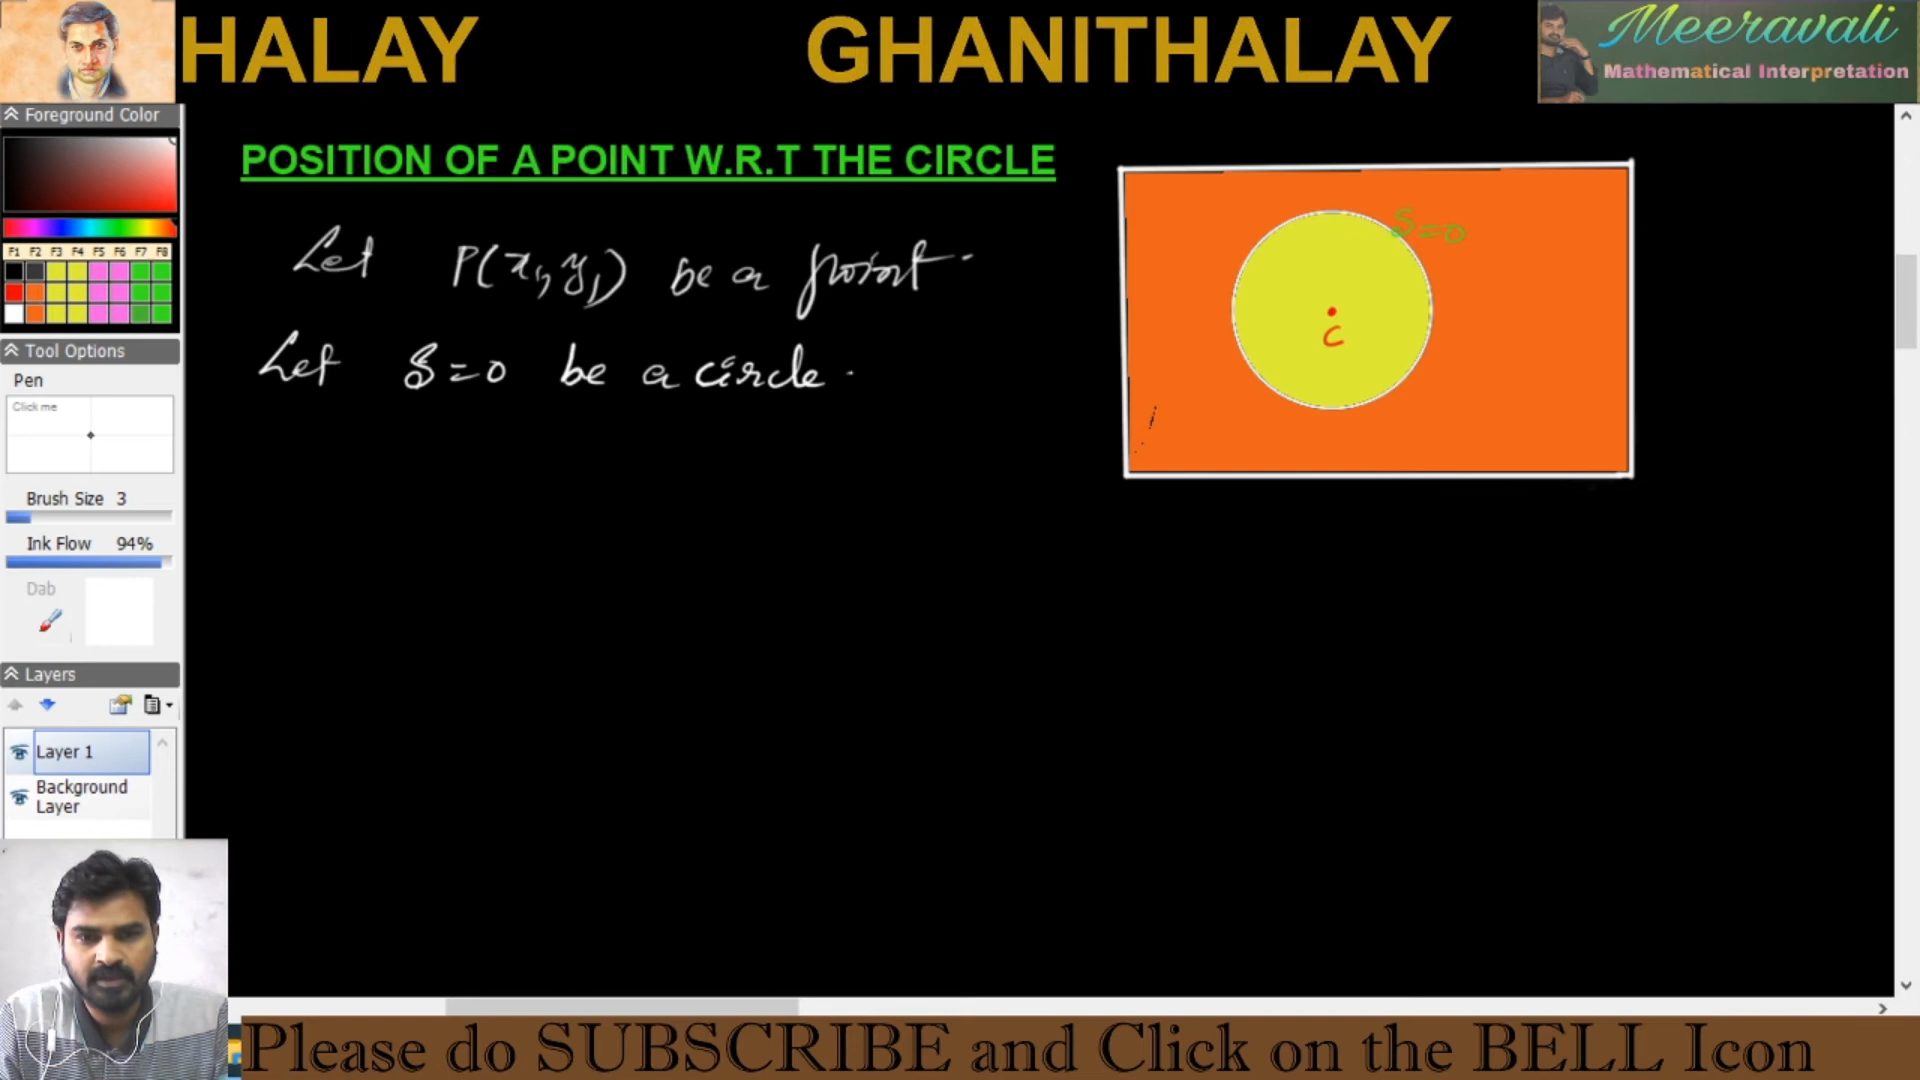 HALAY GHANITHALAY
Meeravali
Mathematical Interpretation
Foreground Color
F1 F2 F3 F4 F5 F6 F7 F8
Tool Options
Pen
Click me
Brush Size 3
Ink Flow 94%
Dab
Layers
Layer 1
Background
Layer
POSITION OF A POINT W.R.T THE CIRCLE
Let P(x₁, y₁) be a point.
Let S=0 be a circle.
S=0
C
Please do SUBSCRIBE and Click on the BELL Icon